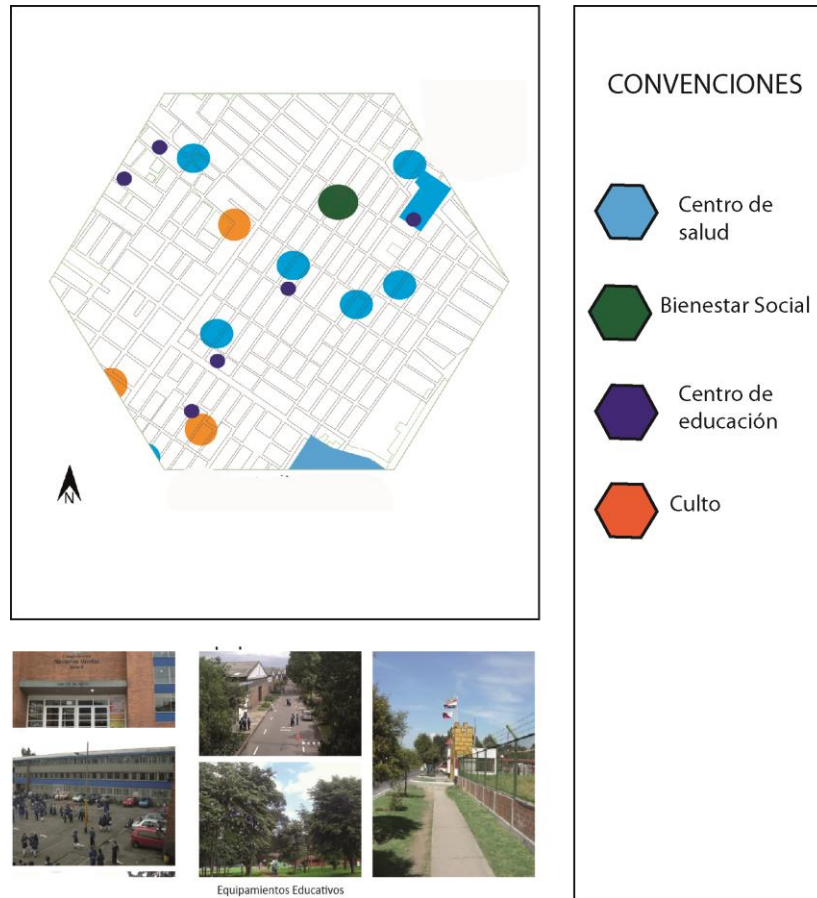 CONVENCIONES
Centro de
salud
Bienestar Social
Centro de
educación
Culto
N
Equipamientos Educativos